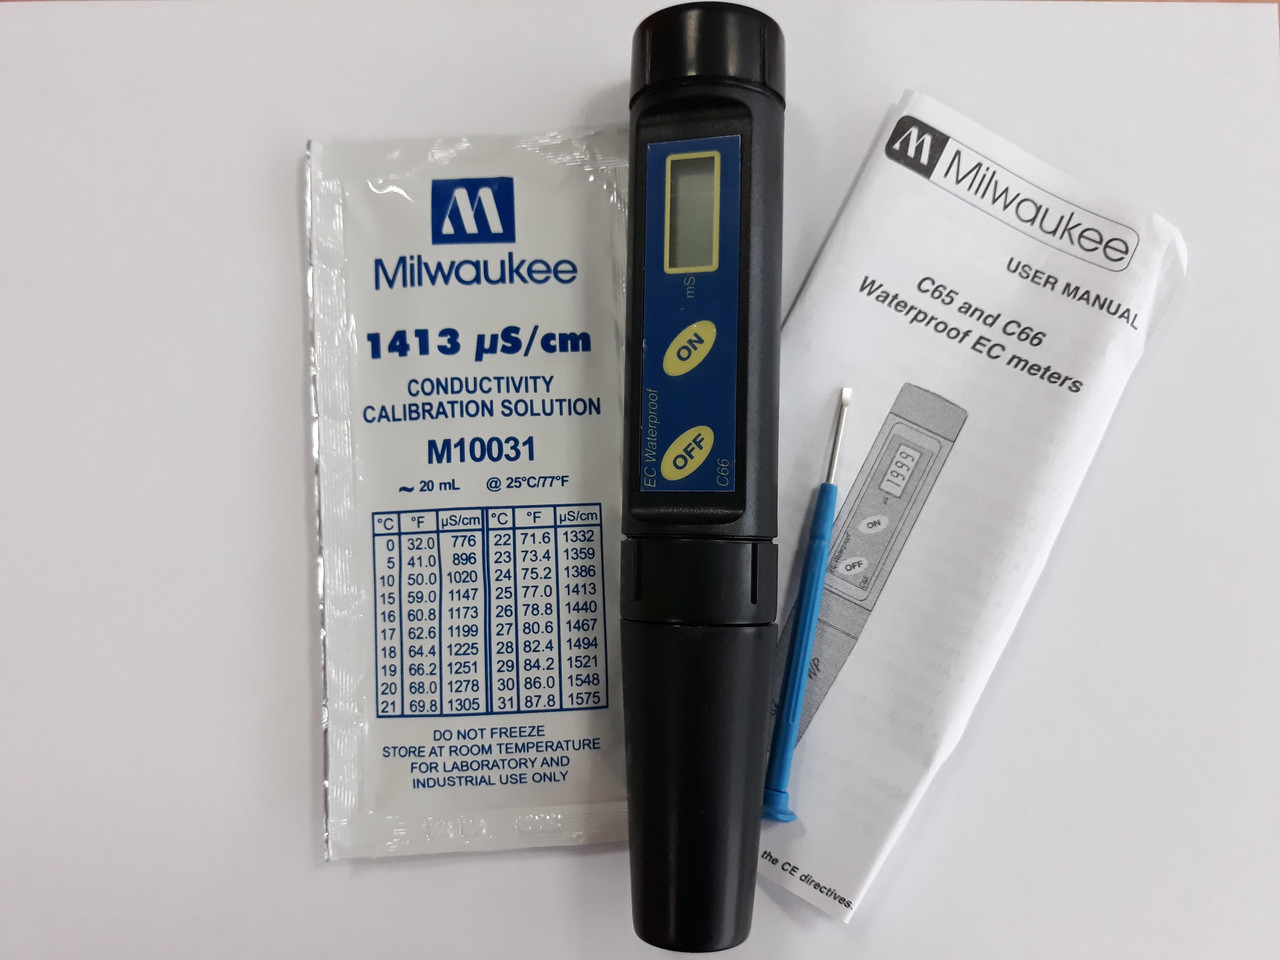 Milwaukee
1413 µS/cm
CONDUCTIVITY
CALIBRATION SOLUTION
M10031
~ 20 mL @ 25°C/77°F
°C °F µS/cm °C °F µS/cm
0 32.0 776 22 71.6 1332
5 41.0 896 23 73.4 1359
10 50.0 1020 24 75.2 1386
15 59.0 1147 25 77.0 1413
16 60.8 1173 26 78.8 1440
17 62.6 1199 27 80.6 1467
18 64.4 1225 28 82.4 1494
19 66.2 1251 29 84.2 1521
20 68.0 1278 30 86.0 1548
21 69.8 1305 31 87.8 1575
DO NOT FREEZE
STORE AT ROOM TEMPERATURE
FOR LABORATORY AND
INDUSTRIAL USE ONLY
mS
ON
OFF
EC Waterproof
C66
Milwaukee
USER MANUAL
C65 and C66
Waterproof EC meters
1999
ON
OFF
WP
the CE directives.